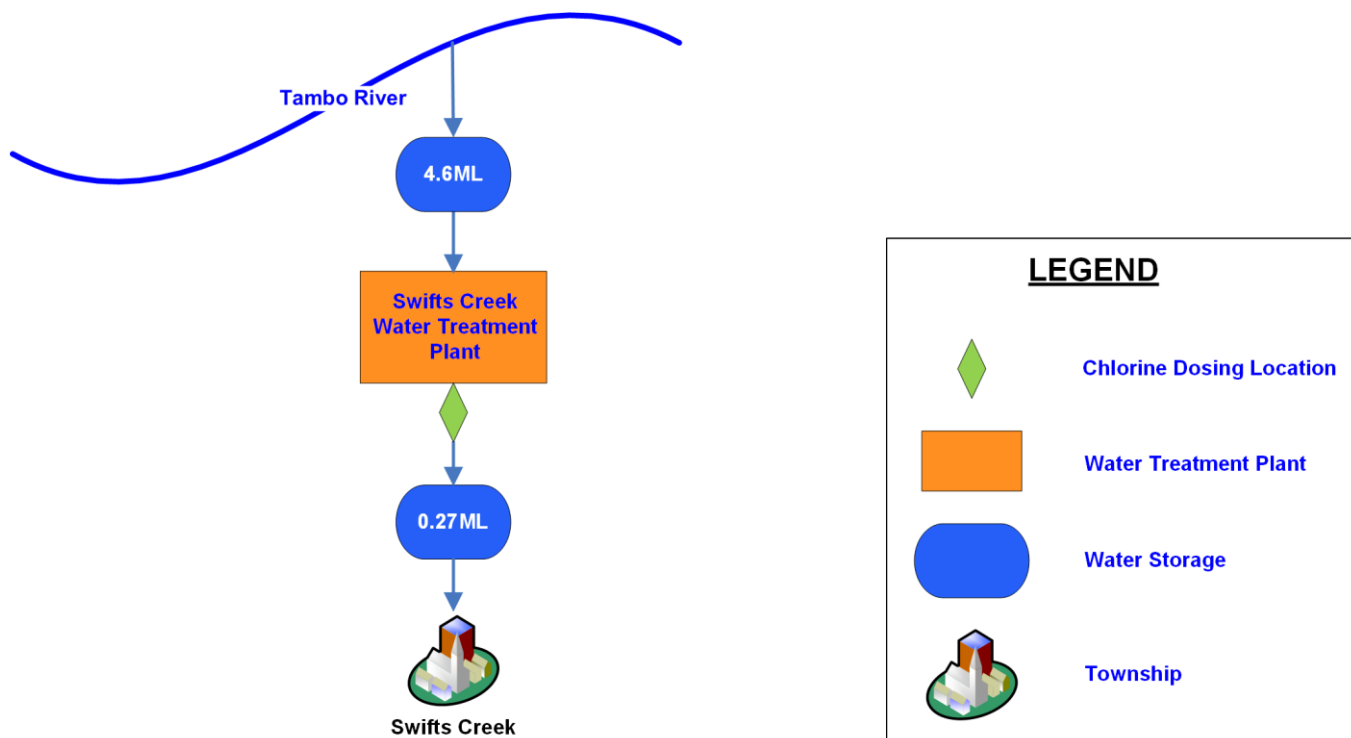 Tambo River
4.6ML
Swifts Creek
Water Treatment
Plant
0.27ML
Swifts Creek
LEGEND
Chlorine Dosing Location
Water Treatment Plant
Water Storage
Township